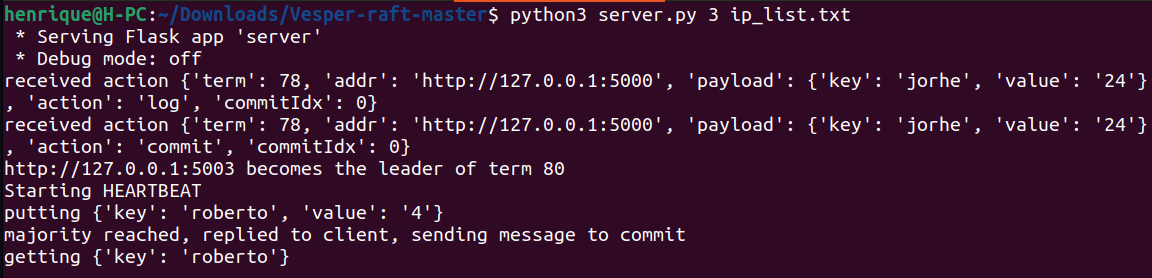 henrique@H-PC:~/Downloads/Vesper-raft-master$ python3 server.py 3 ip_list.txt
 * Serving Flask app 'server'
 * Debug mode: off
received action {'term': 78, 'addr': 'http://127.0.0.1:5000', 'payload': {'key': 'jorhe', 'value': '24'}
, 'action': 'log', 'commitIdx': 0}
received action {'term': 78, 'addr': 'http://127.0.0.1:5000', 'payload': {'key': 'jorhe', 'value': '24'}
, 'action': 'commit', 'commitIdx': 0}
http://127.0.0.1:5003 becomes the leader of term 80
Starting HEARTBEAT
putting {'key': 'roberto', 'value': '4'}
majority reached, replied to client, sending message to commit
getting {'key': 'roberto'}